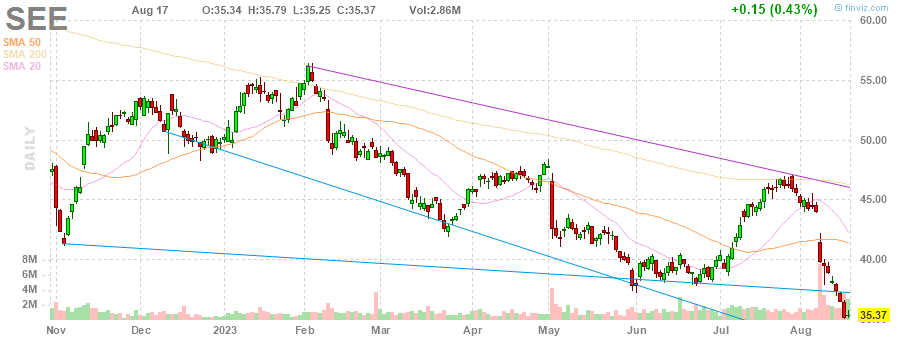 SEE
Aug 17 O:35.34 H:35.79 L:35.25 C:35.37 Vol:2.86M
+0.15 (0.43%)
© finviz.com
SMA 50
SMA 200
SMA 20
DAILY
60.00
55.00
50.00
45.00
40.00
35.37
8M
6M
4M
2M
Nov Dec 2023 Feb Mar Apr May Jun Jul Aug